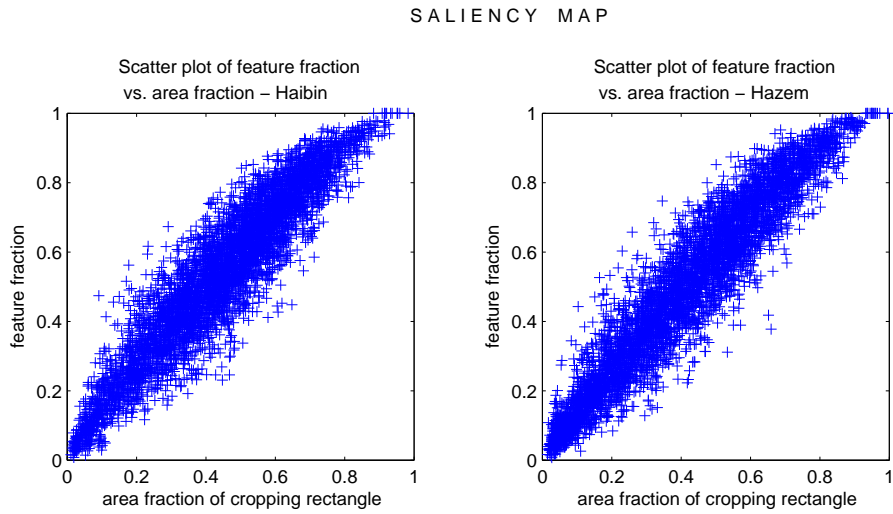 SALIENCY MAP
Scatter plot of feature fraction
vs. area fraction − Haibin
1
0.8
0.6
0.4
0.2
0
0 0.2 0.4 0.6 0.8 1
feature fraction
area fraction of cropping rectangle
Scatter plot of feature fraction
vs. area fraction − Hazem
1
0.8
0.6
0.4
0.2
0
0 0.2 0.4 0.6 0.8 1
feature fraction
area fraction of cropping rectangle